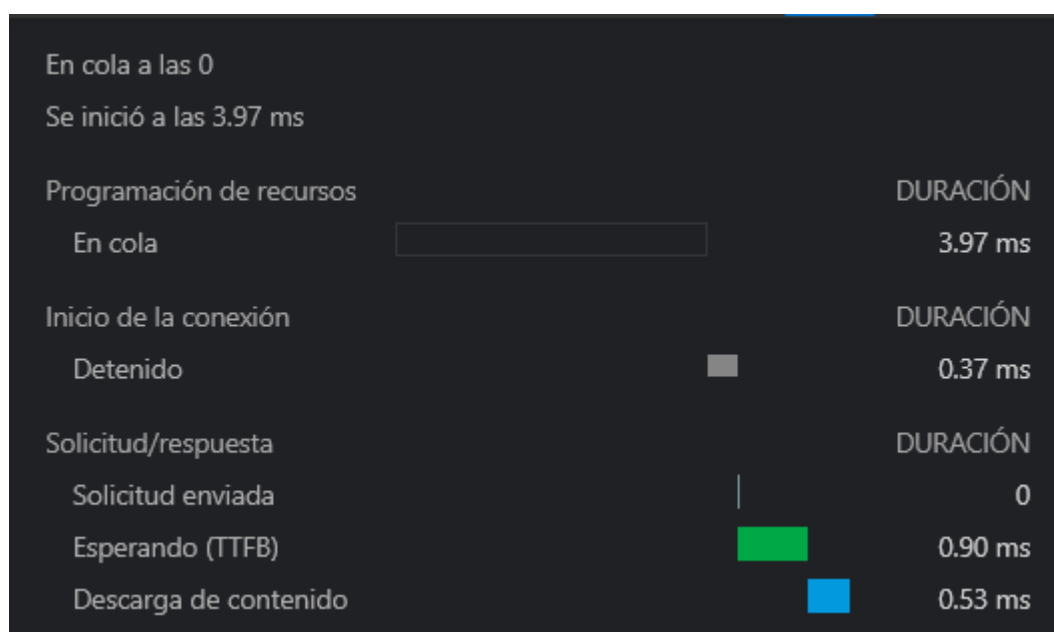 En cola a las 0
Se inició a las 3.97 ms
Programación de recursos DURACIÓN
En cola 3.97 ms
Inicio de la conexión DURACIÓN
Detenido 0.37 ms
Solicitud/respuesta DURACIÓN
Solicitud enviada 0
Esperando (TTFB) 0.90 ms
Descarga de contenido 0.53 ms